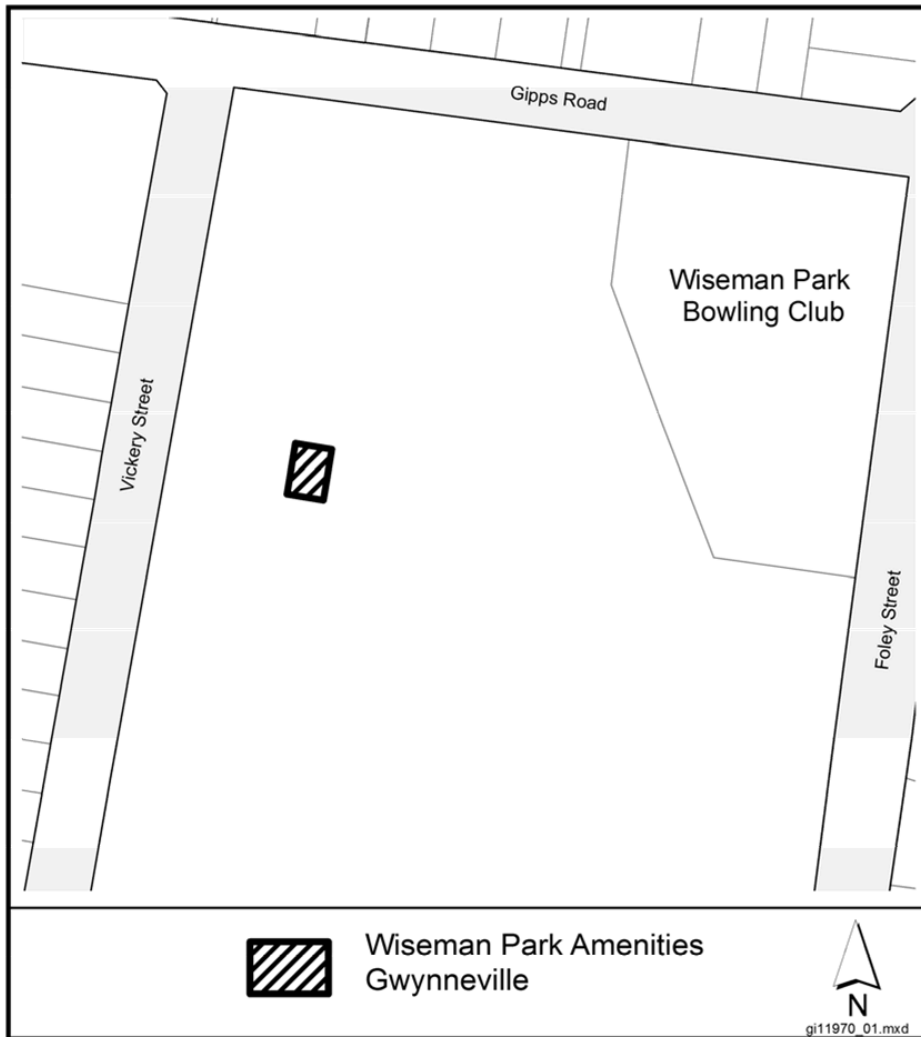 Gipps Road
Wiseman Park
Bowling Club
Vickery Street
Foley Street
Wiseman Park Amenities
Gwynneville
N
gi11970_01.mxd